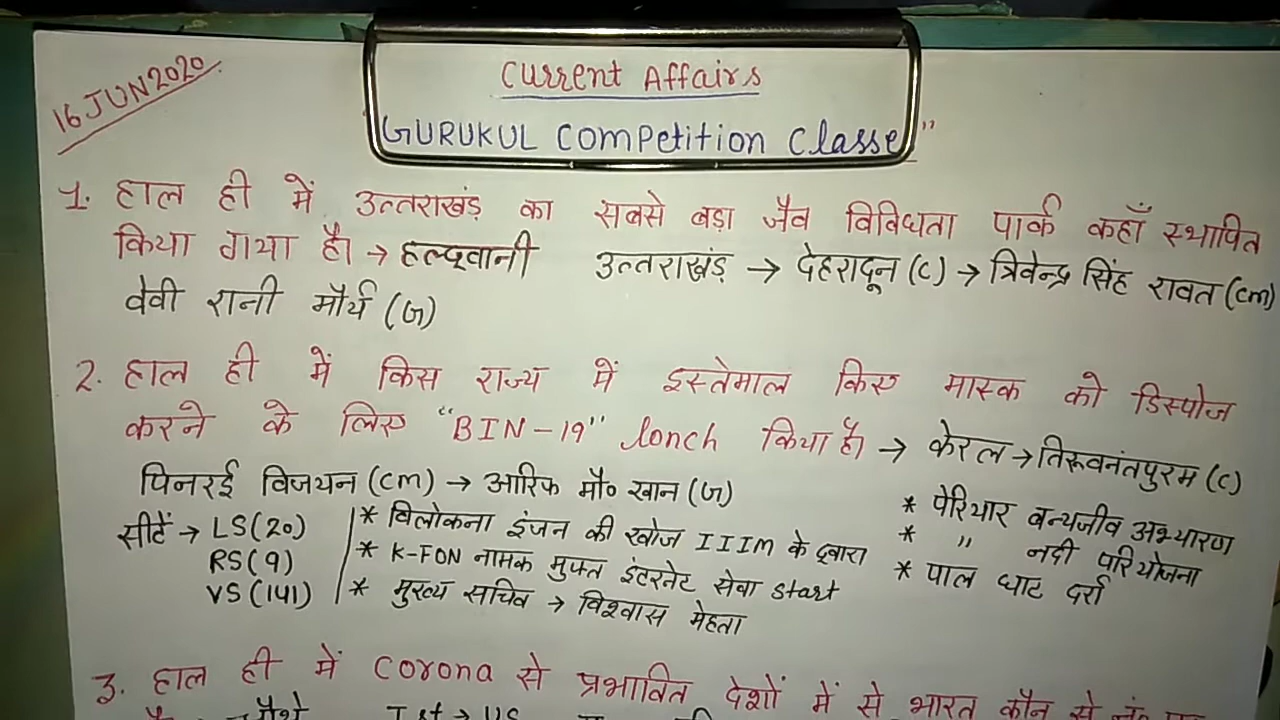 16 JUN 2020
Current Affairs
"GURUKUL Competition Classe"
1. हाल ही में उत्तराखंड़ का सबसे बड़ा जैव विविधता पार्क कहाँ स्थापित
किया गया है। → हल्द्वानी उत्तराखंड़ → देहरादून (C) → त्रिवेन्द्र सिंह रावत (cm)
वेवी रानी मौर्य (G)
2. हाल ही में किस राज्य में इस्तेमाल किए मास्क को डिस्पोज
करने के लिए "BIN-19" lonch किया है। → केरल → तिरूवनंतपुरम (C)
पिनरई विजयन (cm) → आरिफ मौ० खान (G)
सीटें → LS(20)
RS(9)
VS(141)
* विलोकना इंजन की खोज IIIM के द्वारा
* K-FON नामक मुफ्त इंटरनेट सेवा start
* मुख्य सचिव → विश्वास मेहता
* पेरियार वन्यजीव अभ्यारण
* " नदी परियोजना
* पाल घाट दर्रा
3. हाल ही में Corona से प्रभावित देशों में से भारत कौन से